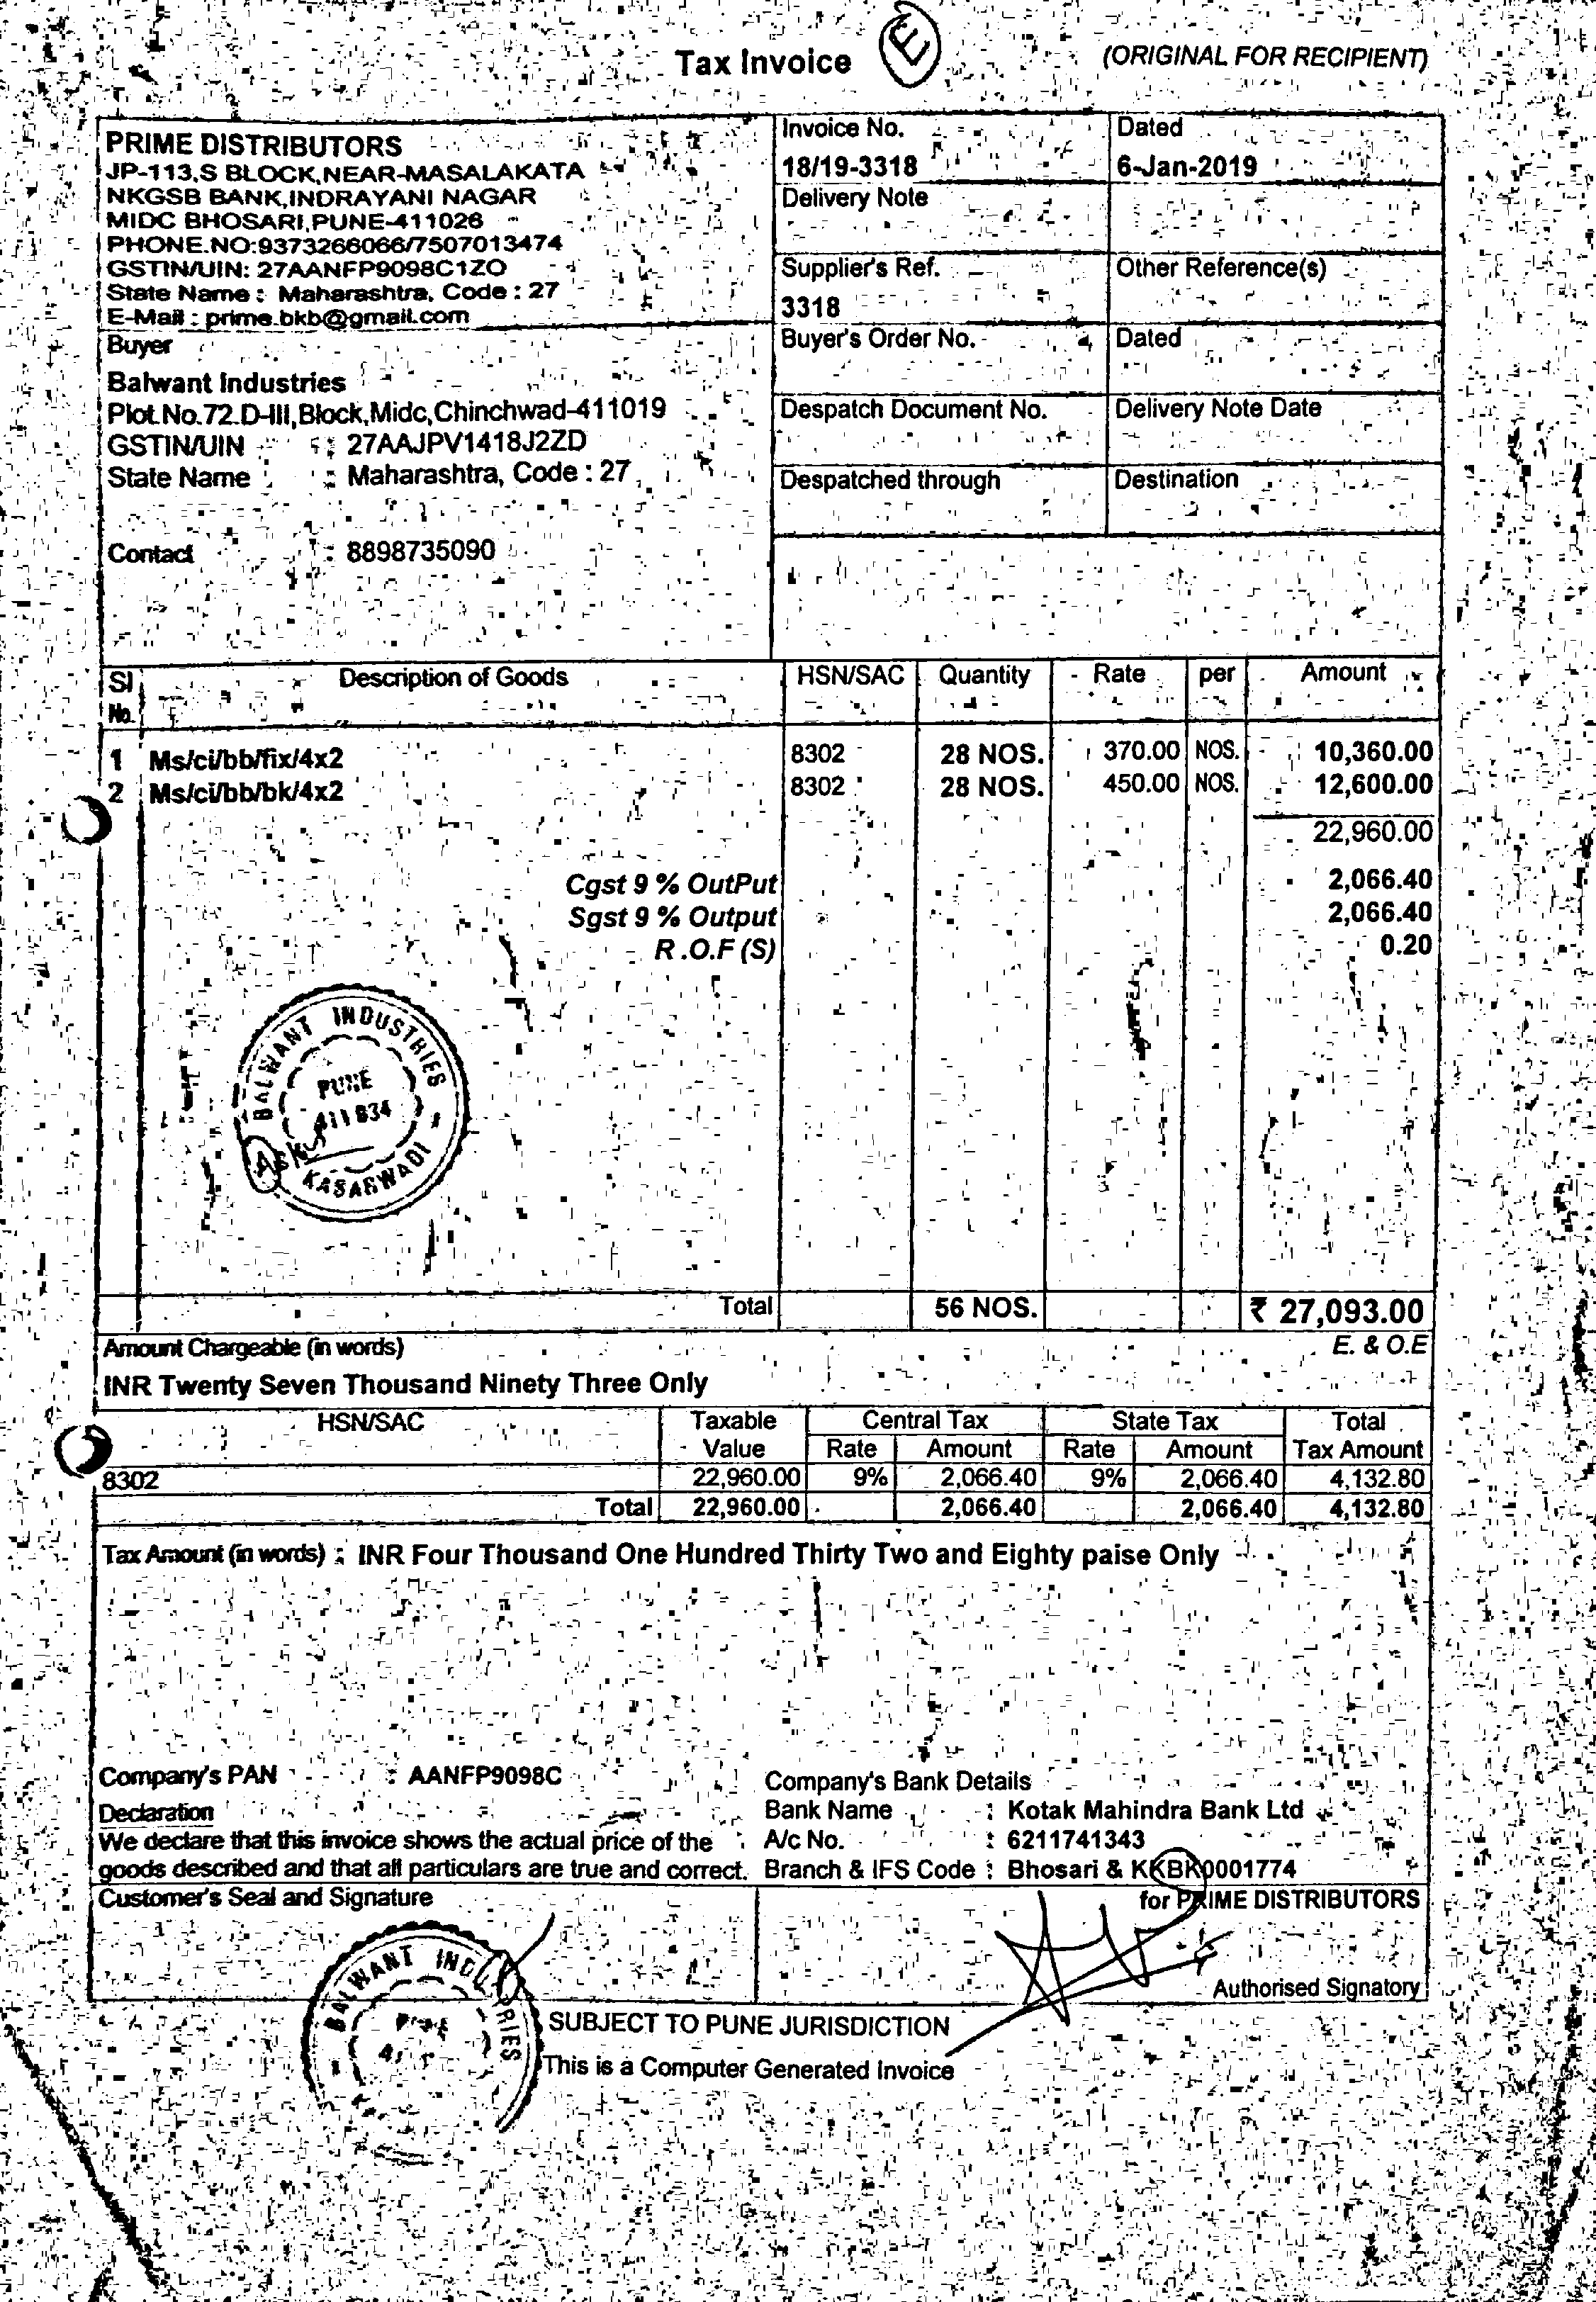 Tax Invoice
E
(ORIGINAL FOR RECIPIENT)
PRIME DISTRIBUTORS
JP-113,S BLOCK,NEAR-MASALAKATA
NKGSB BANK,INDRAYANI NAGAR
MIDC BHOSARI,PUNE-411026
PHONE.NO:9373266066/7507013474
GSTIN/UIN: 27AANFP9098C1ZO
State Name : Maharashtra, Code : 27
E-Mail : prime.bkb@gmail.com
Invoice No.
18/19-3318
Dated
6-Jan-2019
Delivery Note
Supplier's Ref.
3318
Other Reference(s)
Buyer
Balwant Industries
Plot.No.72.D-III,Block,Midc,Chinchwad-411019
GSTIN/UIN : 27AAJPV1418J2ZD
State Name : Maharashtra, Code : 27
Contact : 8898735090
Buyer's Order No.
Dated
Despatch Document No.
Delivery Note Date
Despatched through
Destination
Sl No. Description of Goods HSN/SAC Quantity Rate per Amount
1 Ms/ci/bb/fix/4x2 8302 28 NOS. 370.00 NOS. 10,360.00
2 Ms/ci/bb/bk/4x2 8302 28 NOS. 450.00 NOS. 12,600.00
22,960.00
Cgst 9 % OutPut 2,066.40
Sgst 9 % Output 2,066.40
R .O.F (S) 0.20
BALWANT INDUSTRIES
PUNE
KASARWADI
Total 56 NOS. ₹ 27,093.00
Amount Chargeable (in words) E. & O.E
INR Twenty Seven Thousand Ninety Three Only
HSN/SAC Taxable Value Central Tax State Tax Total Tax Amount
Rate Amount Rate Amount
8302 22,960.00 9% 2,066.40 9% 2,066.40 4,132.80
Total 22,960.00 2,066.40 2,066.40 4,132.80
Tax Amount (in words) : INR Four Thousand One Hundred Thirty Two and Eighty paise Only
Company's PAN : AANFP9098C
Declaration
We declare that this invoice shows the actual price of the
goods described and that all particulars are true and correct.
Company's Bank Details
Bank Name : Kotak Mahindra Bank Ltd
A/c No. : 6211741343
Branch & IFS Code : Bhosari & KKBK0001774
Customer's Seal and Signature
for PRIME DISTRIBUTORS
Authorised Signatory
BALWANT
SUBJECT TO PUNE JURISDICTION
This is a Computer Generated Invoice